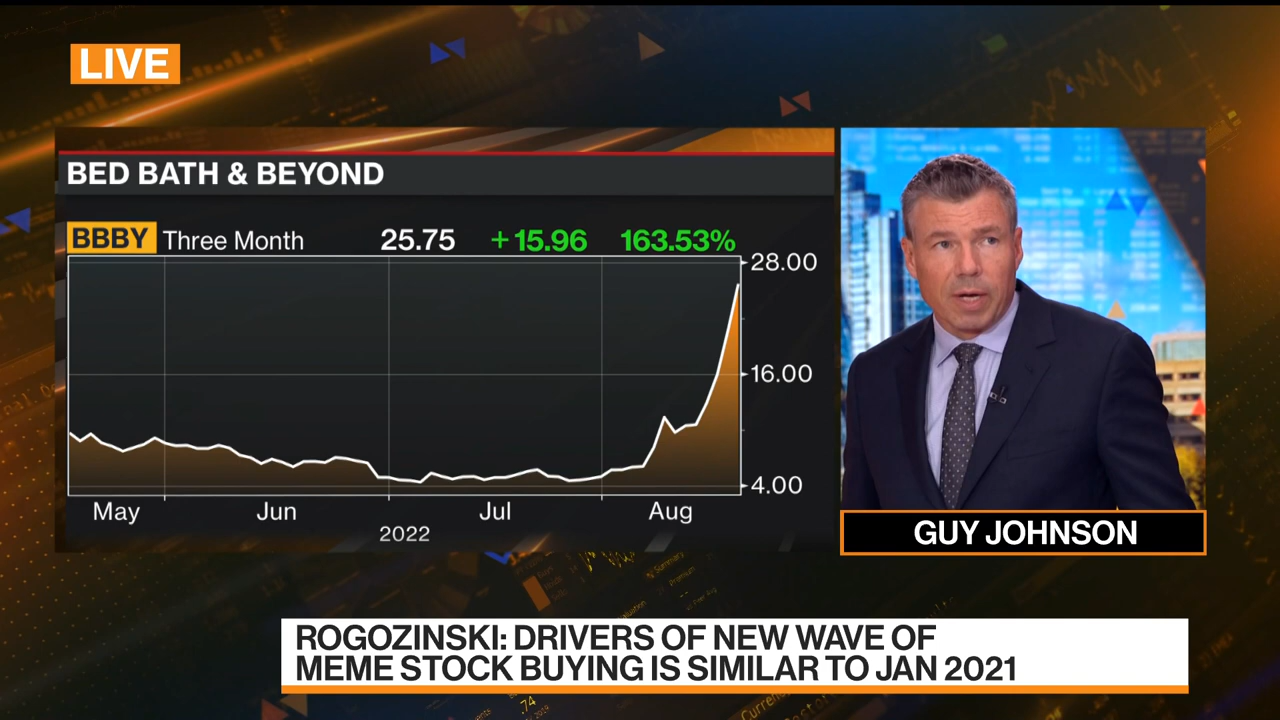 LIVE
BED BATH & BEYOND
BBBY Three Month 25.75 +15.96 163.53%
28.00
16.00
4.00
May Jun Jul Aug
2022
GUY JOHNSON
ROGOZINSKI: DRIVERS OF NEW WAVE OF
MEME STOCK BUYING IS SIMILAR TO JAN 2021